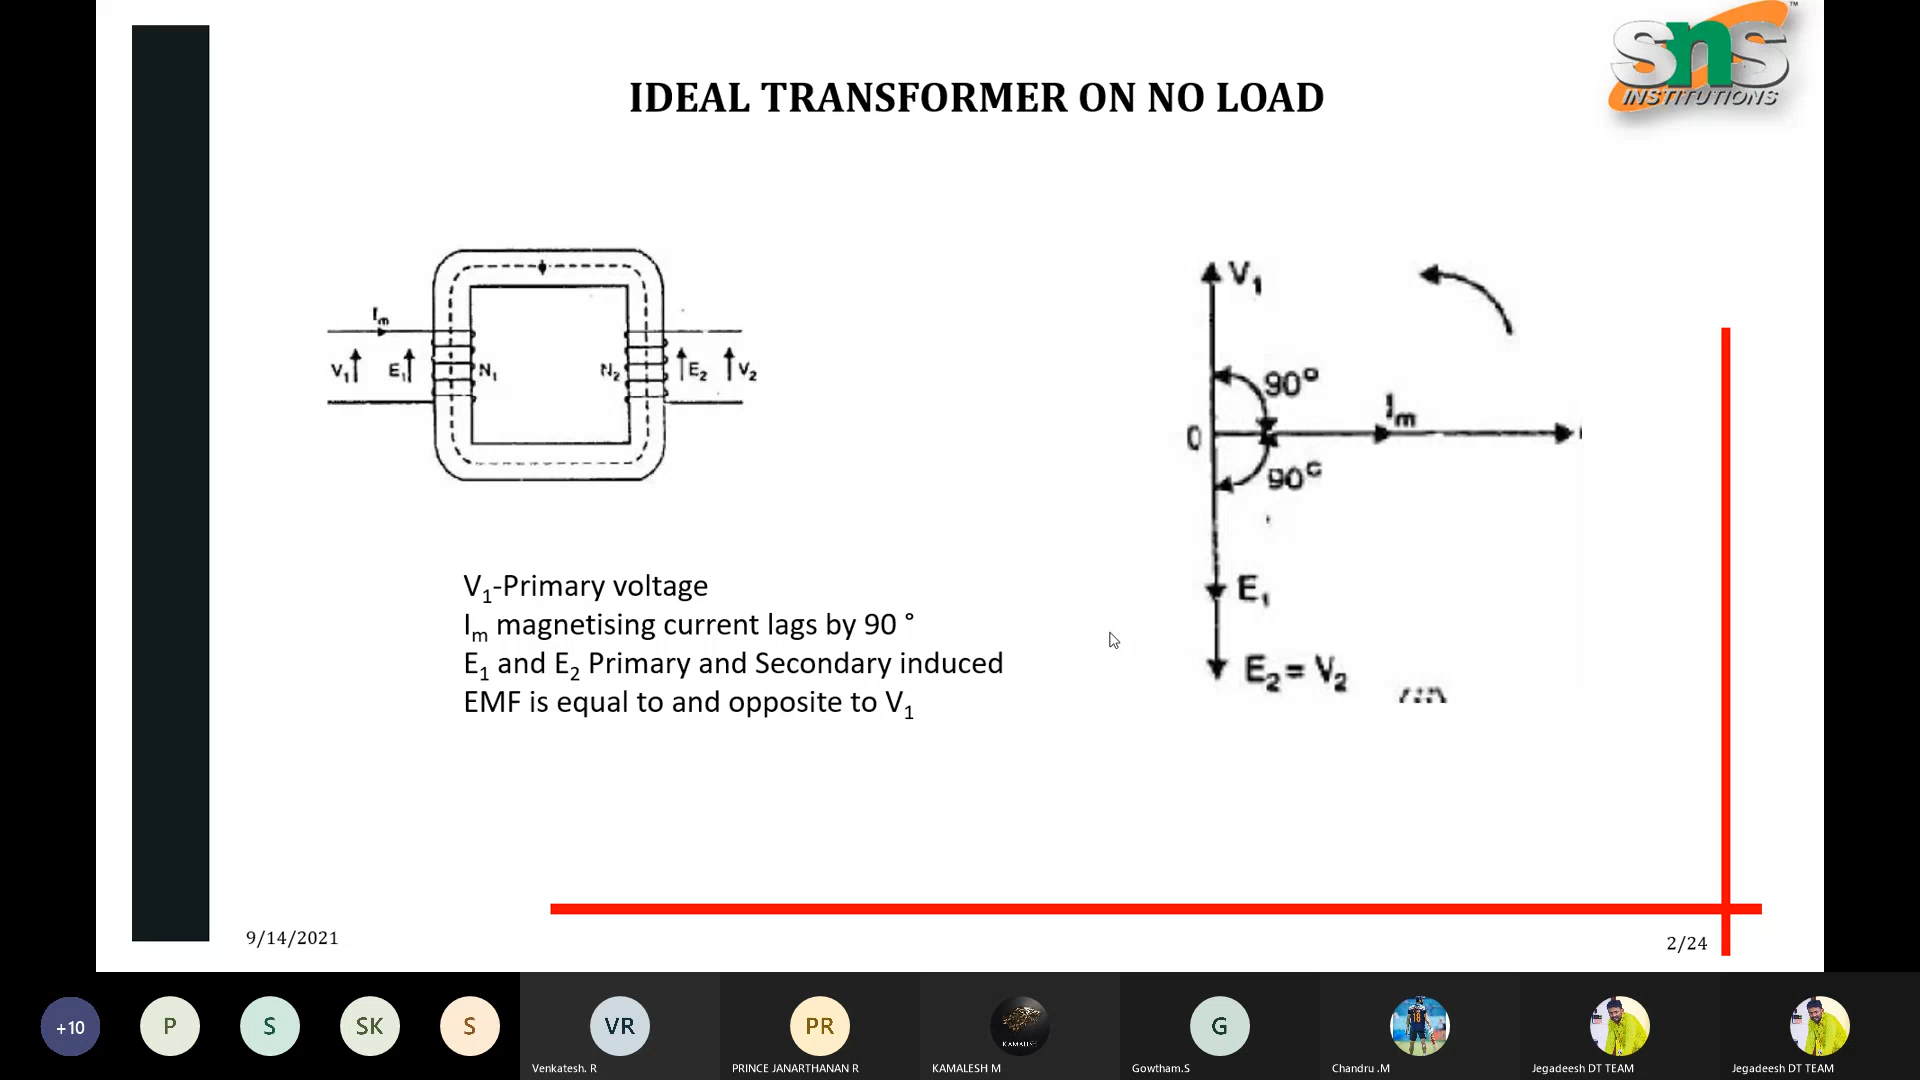 sns
INSTITUTIONS
™
IDEAL TRANSFORMER ON NO LOAD
Im
V1
E1
N1
N2
E2
V2
V1
90°
Im
0
90°
E1
E2 = V2
V1-Primary voltage
Im magnetising current lags by 90 °
E1 and E2 Primary and Secondary induced
EMF is equal to and opposite to V1
9/14/2021
2/24
+10
P
S
SK
S
VR
PR
KAMALESH
G
18
Venkatesh. R
PRINCE JANARTHANAN R
KAMALESH M
Gowtham.S
Chandru .M
Jegadeesh DT TEAM
Jegadeesh DT TEAM